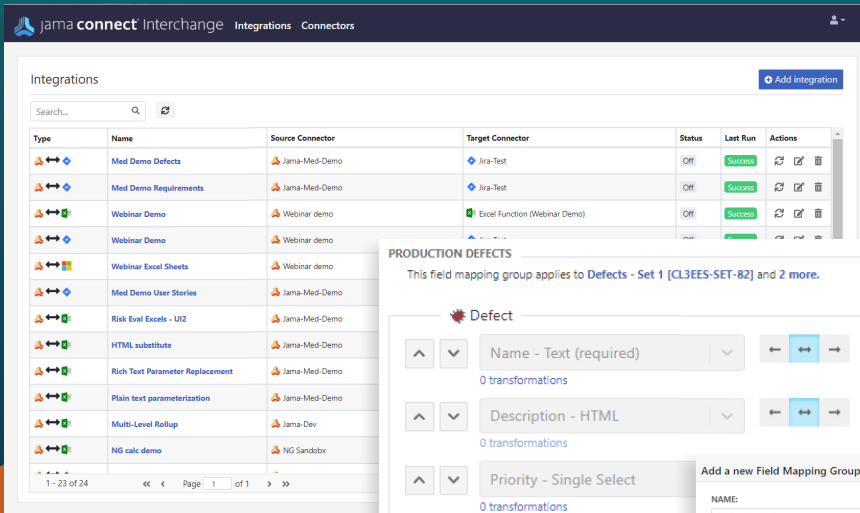 jama connect Interchange Integrations Connectors
Integrations
Add integration
Search...
Type Name Source Connector Target Connector Status Last Run Actions
Med Demo Defects Jama-Med-Demo Jira-Test Off Success
Med Demo Requirements Jama-Med-Demo Jira-Test Off Success
Webinar Demo Webinar demo Excel Function (Webinar Demo) Off Success
Webinar Demo Webinar demo
Webinar Excel Sheets Webinar demo
Med Demo User Stories Jama-Med-Demo
Risk Eval Excels - UI2 Jama-Med-Demo
HTML substitute Jama-Med-Demo
Rich Text Parameter Replacement Jama-Med-Demo
Plain text parameterization Jama-Med-Demo
Multi-Level Rollup Jama-Dev
NG calc demo NG Sandobx
1 - 23 of 24 Page 1 of 1
PRODUCTION DEFECTS
This field mapping group applies to Defects - Set 1 [CL3EES-SET-82] and 2 more.
Defect
Name - Text (required)
0 transformations
Description - HTML
0 transformations
Priority - Single Select
0 transformations
Add a new Field Mapping Group
NAME: